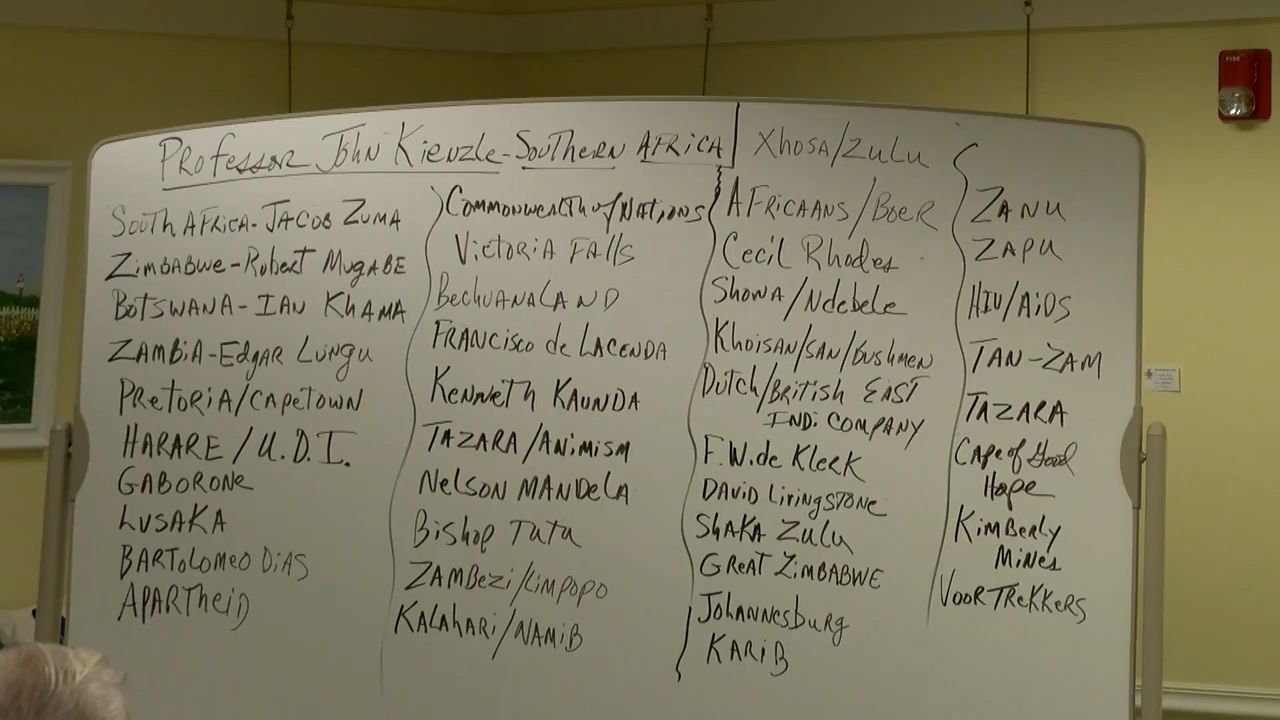 Professor John Kienzle-Southern Africa
South Africa-Jacob Zuma
Zimbabwe-Robert Mugabe
Botswana-Ian Khama
Zambia-Edgar Lungu
Pretoria/Capetown
Harare/U.D.I.
Gaborone
Lusaka
Bartolomeo Dias
Apartheid
Commonwealth of Nations
Victoria Falls
Bechuanaland
Francisco de Lacenda
Kenneth Kaunda
Tazara/Animism
Nelson Mandela
Bishop Tutu
Zambezi/Limpopo
Kalahari/Namib
Xhosa/Zulu
Africaans/Boer
Cecil Rhodes
Shona/Ndebele
Khoisan/San/Bushmen
Dutch/British East
Indi Company
F.W. de Klerk
David Livingstone
Shaka Zulu
Great Zimbabwe
Johannesburg
Karib
Zanu
Zapu
HIV/AIDS
Tan-Zam
Tazara
Cape of Good
Hope
Kimberly
Mines
Voortrekkers
FIRE